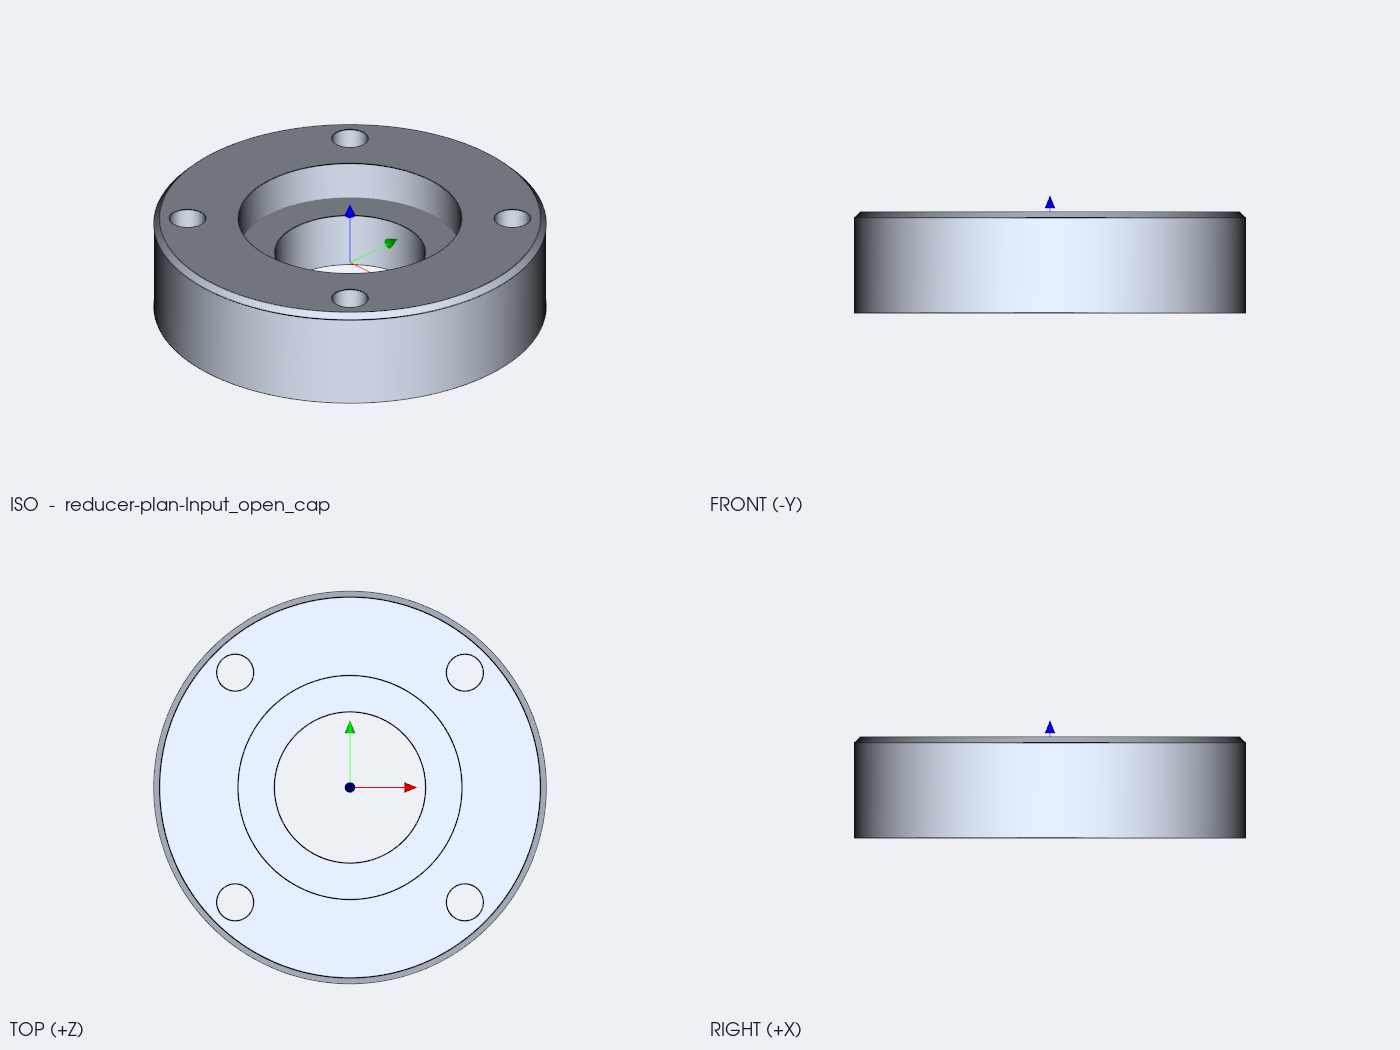 ISO - reducer-plan-Input_open_cap
FRONT (-Y)
TOP (+Z)
RIGHT (+X)